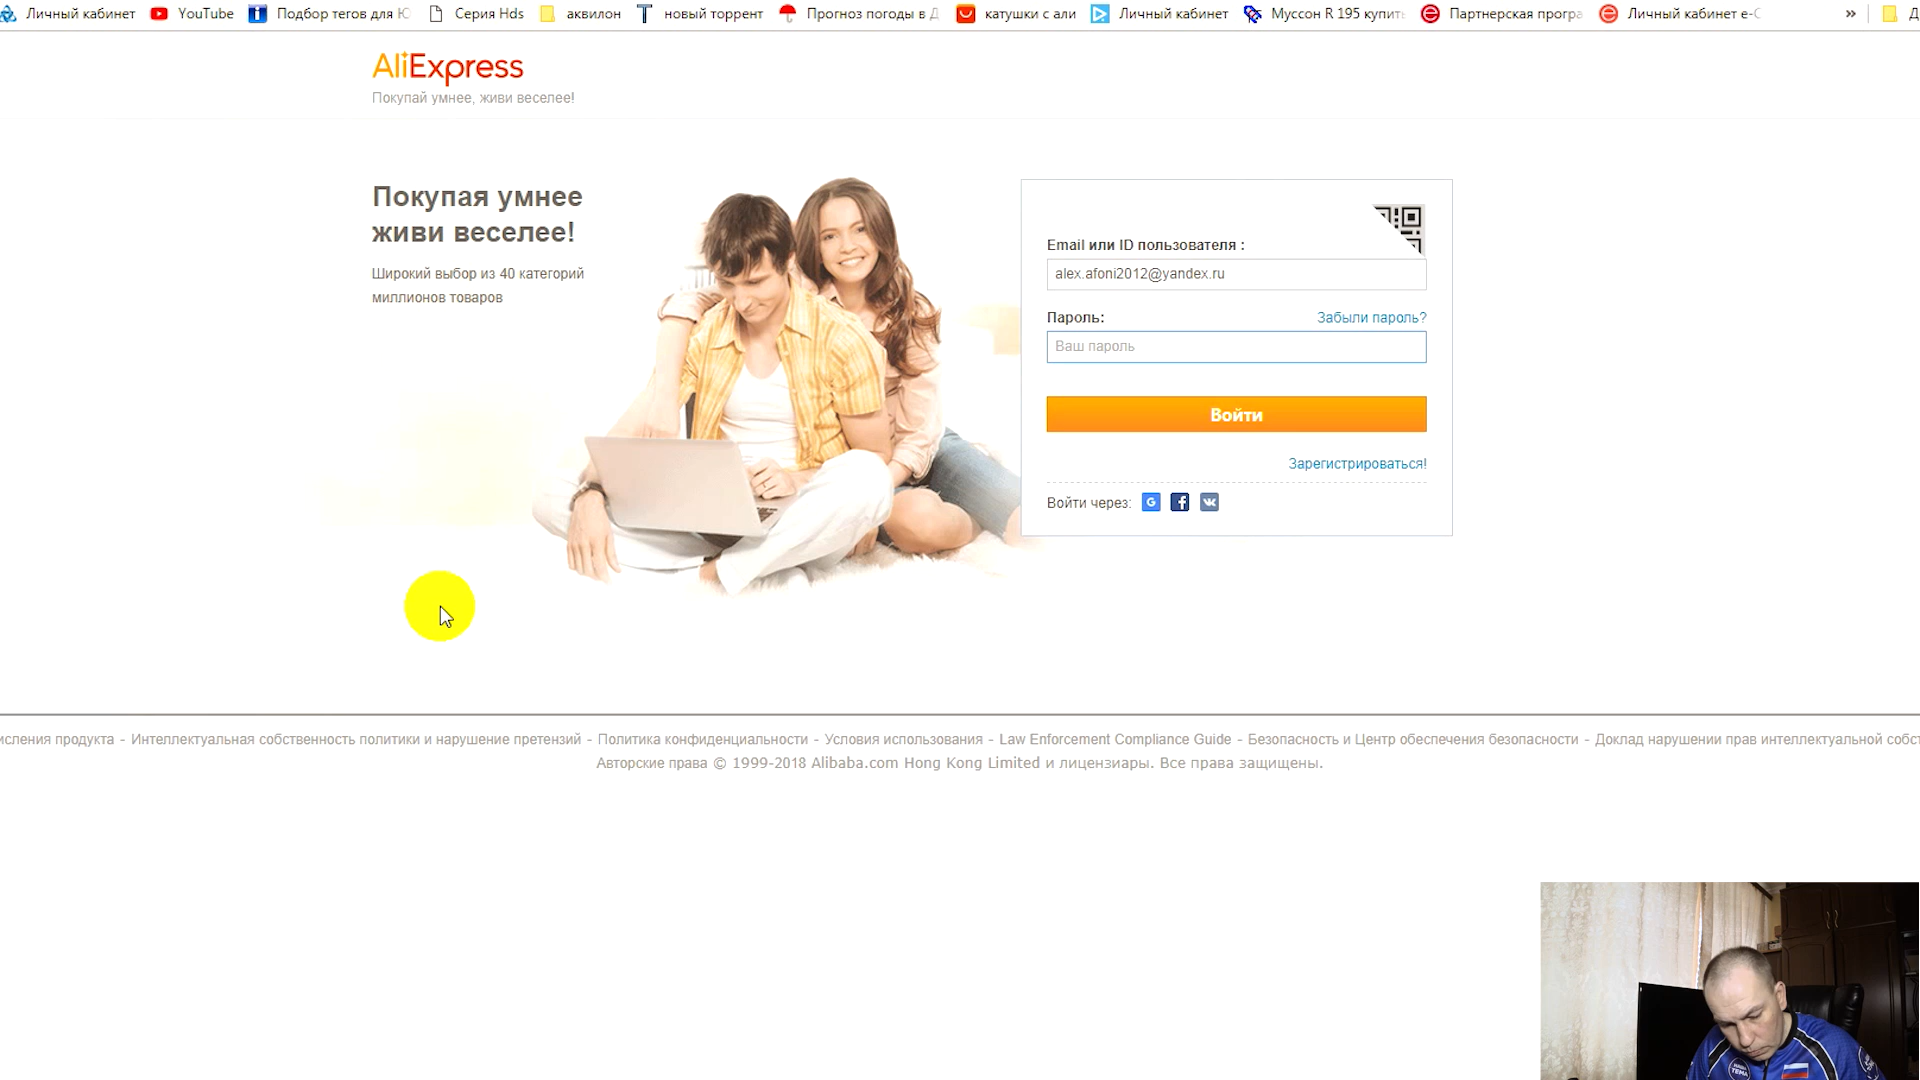 Личный кабинет YouTube Подбор тегов для Ю Серия Hds аквилон новый торрент Прогноз погоды в Д катушки с али Личный кабинет Муссон R 195 купить Партнерская програ Личный кабинет e-C » Д
AliExpress
Покупай умнее, живи веселее!
Покупая умнее
живи веселее!
Широкий выбор из 40 категорий
миллионов товаров
Email или ID пользователя :
alex.afoni2012@yandex.ru
Пароль: Забыли пароль?
Ваш пароль
Войти
Зарегистрироваться!
Войти через:
исления продукта - Интеллектуальная собственность политики и нарушение претензий - Политика конфиденциальности - Условия использования - Law Enforcement Compliance Guide - Безопасность и Центр обеспечения безопасности - Доклад нарушении прав интеллектуальной собст
Авторские права © 1999-2018 Alibaba.com Hong Kong Limited и лицензиары. Все права защищены.